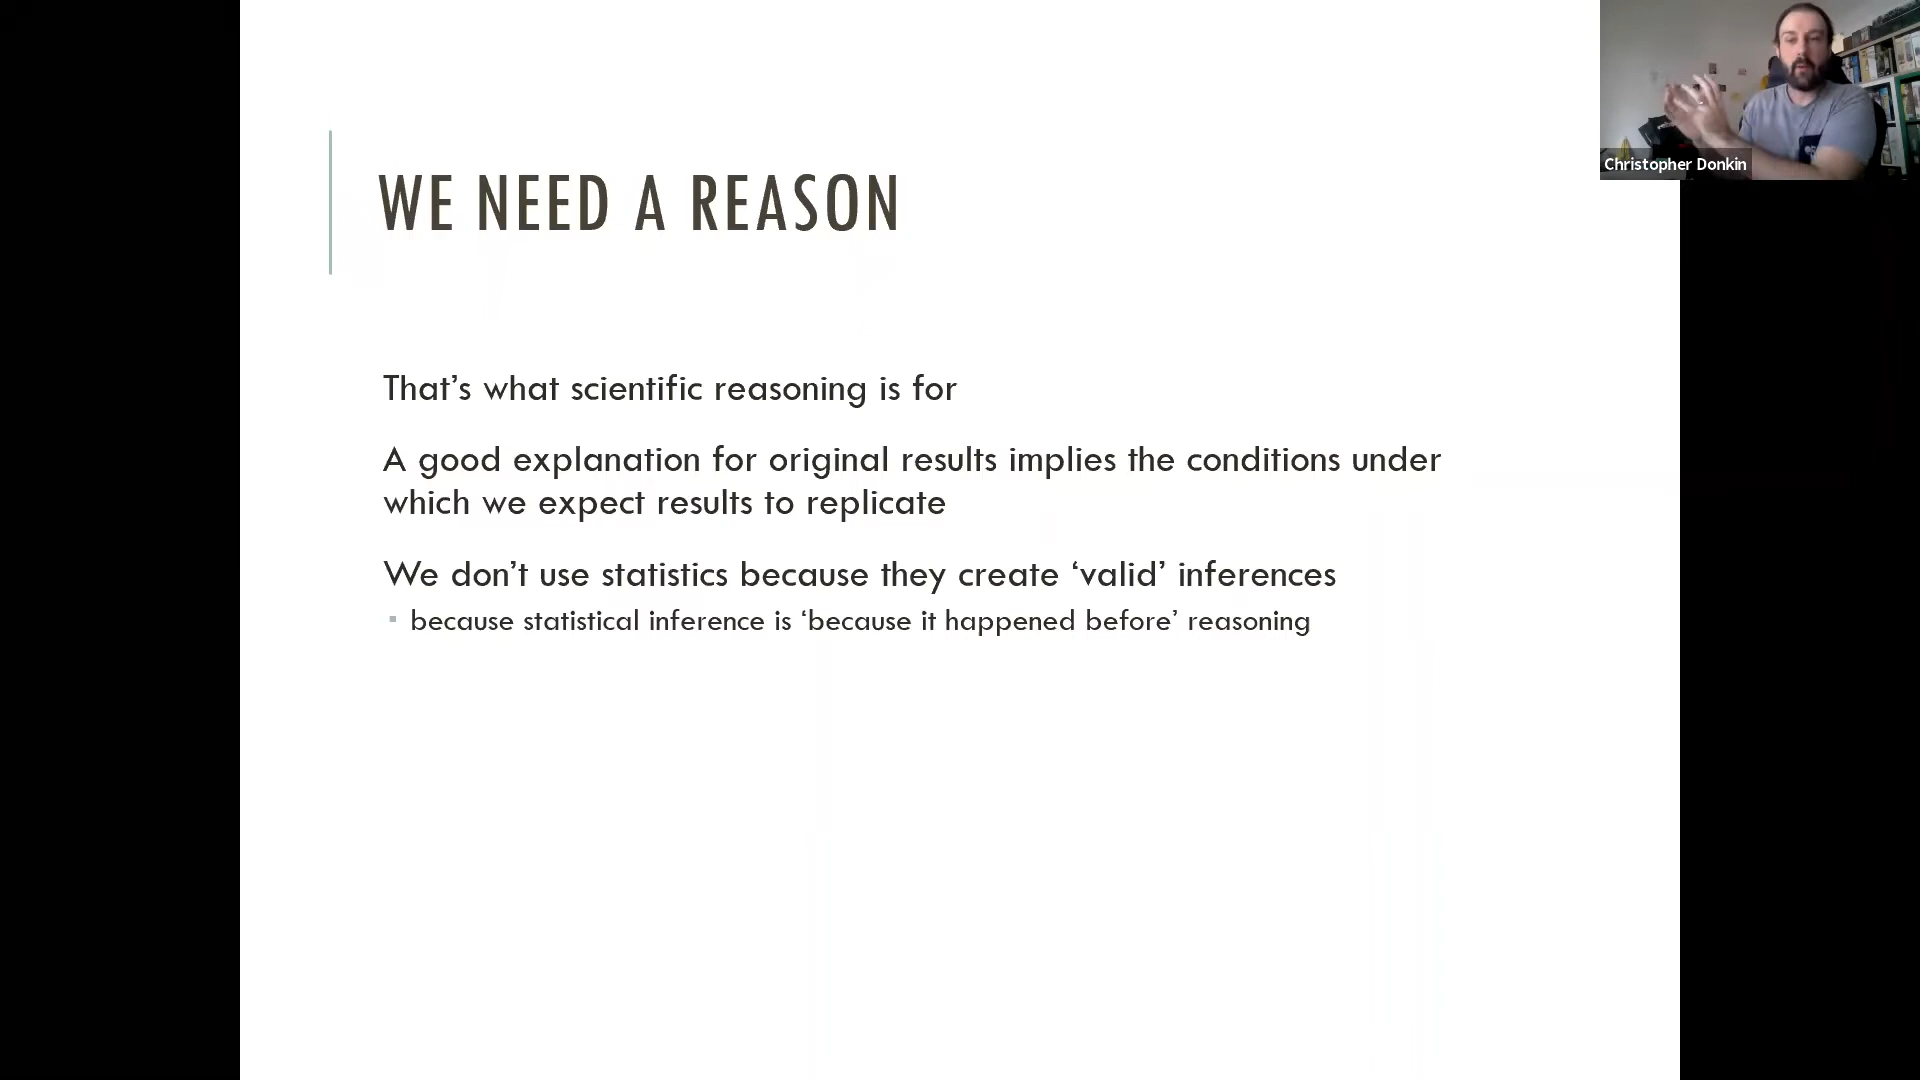 WE NEED A REASON
That’s what scientific reasoning is for
A good explanation for original results implies the conditions under
which we expect results to replicate
We don’t use statistics because they create ‘valid’ inferences
▪ because statistical inference is ‘because it happened before’ reasoning
Christopher Donkin